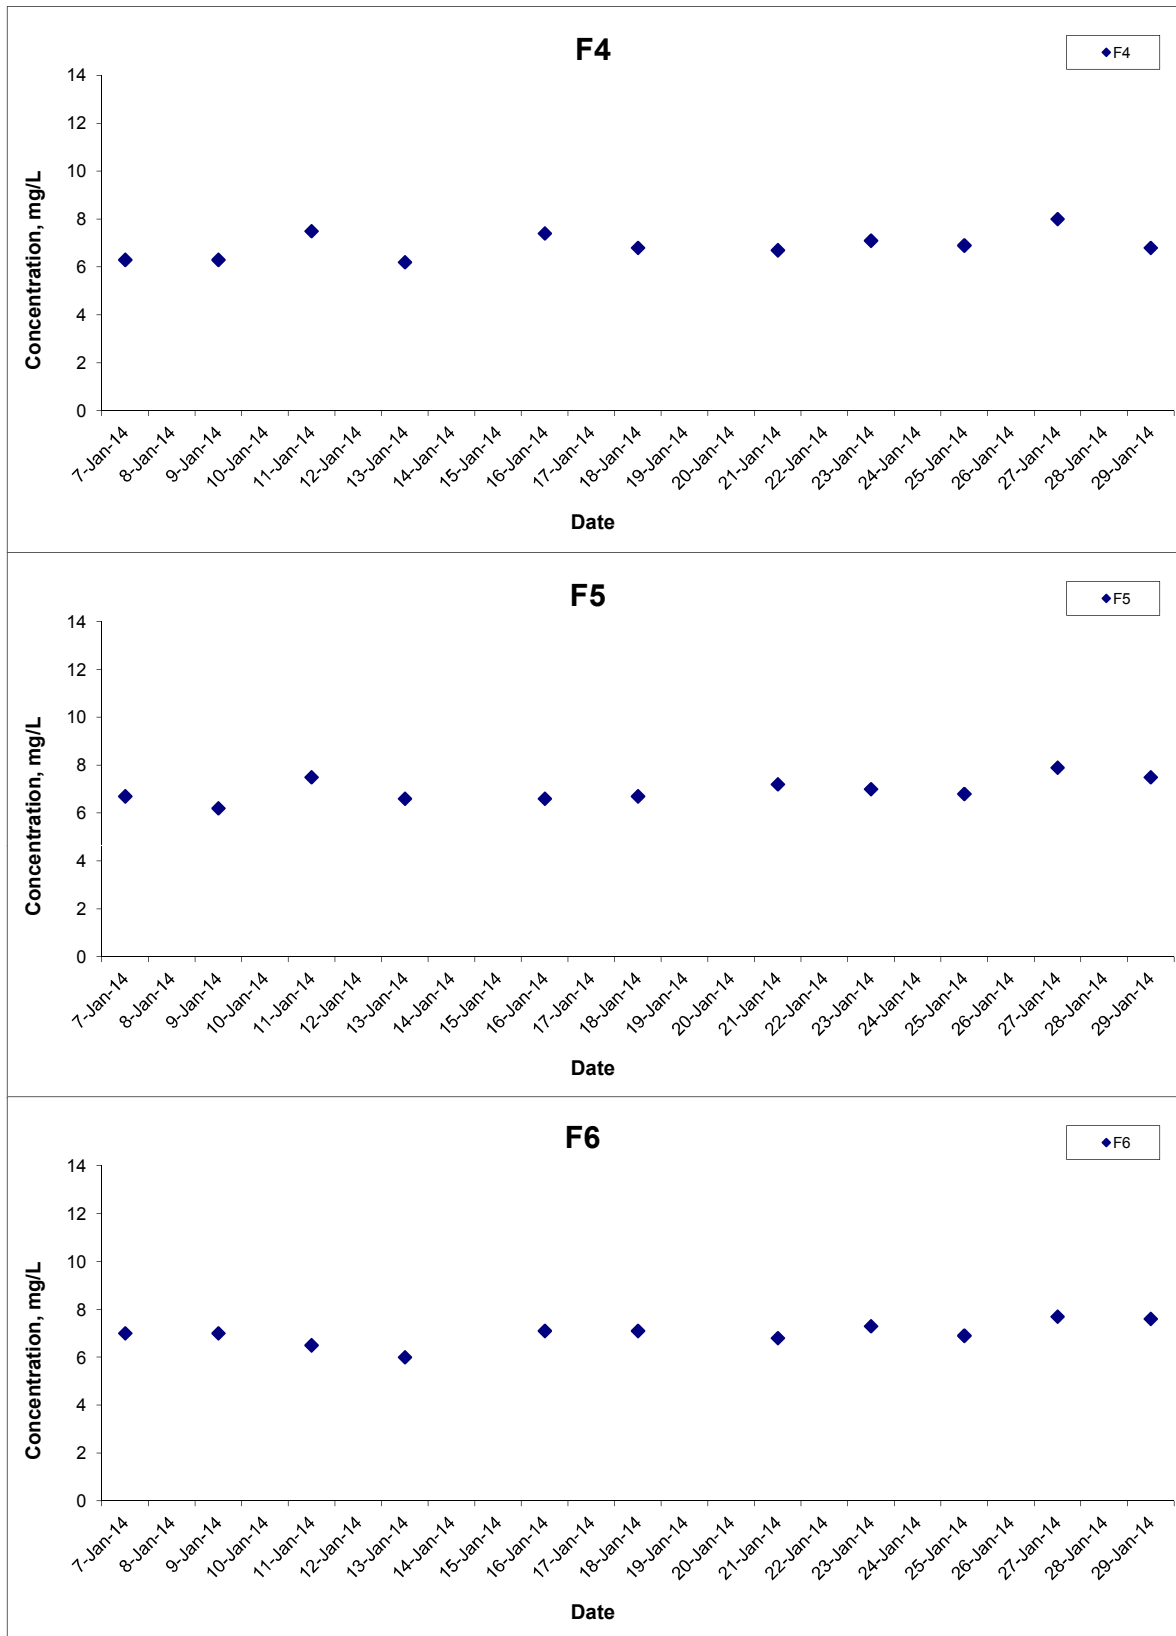 F4
F4
14
12
10
8
6
4
2
0
Concentration, mg/L
7-Jan-14
8-Jan-14
9-Jan-14
10-Jan-14
11-Jan-14
12-Jan-14
13-Jan-14
14-Jan-14
15-Jan-14
16-Jan-14
17-Jan-14
18-Jan-14
19-Jan-14
20-Jan-14
21-Jan-14
22-Jan-14
23-Jan-14
24-Jan-14
25-Jan-14
26-Jan-14
27-Jan-14
28-Jan-14
29-Jan-14
Date
F5
F5
14
12
10
8
6
4
2
0
Concentration, mg/L
7-Jan-14
8-Jan-14
9-Jan-14
10-Jan-14
11-Jan-14
12-Jan-14
13-Jan-14
14-Jan-14
15-Jan-14
16-Jan-14
17-Jan-14
18-Jan-14
19-Jan-14
20-Jan-14
21-Jan-14
22-Jan-14
23-Jan-14
24-Jan-14
25-Jan-14
26-Jan-14
27-Jan-14
28-Jan-14
29-Jan-14
Date
F6
F6
14
12
10
8
6
4
2
0
Concentration, mg/L
7-Jan-14
8-Jan-14
9-Jan-14
10-Jan-14
11-Jan-14
12-Jan-14
13-Jan-14
14-Jan-14
15-Jan-14
16-Jan-14
17-Jan-14
18-Jan-14
19-Jan-14
20-Jan-14
21-Jan-14
22-Jan-14
23-Jan-14
24-Jan-14
25-Jan-14
26-Jan-14
27-Jan-14
28-Jan-14
29-Jan-14
Date